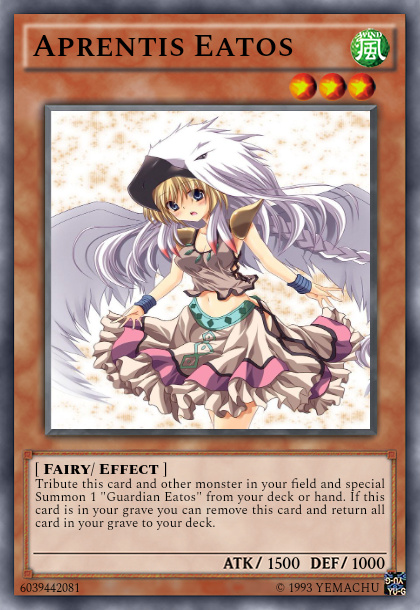 APRENTIS EATOS
WIND
風
[ FAIRY/ EFFECT ]
Tribute this card and other monster in your field and special
Summon 1 "Guardian Eatos" from your deck or hand. If this
card is in your grave you can remove this card and return all
card in your grave to your deck.
ATK/ 1500 DEF/ 1000
6039442081
© 1993 YEMACHU